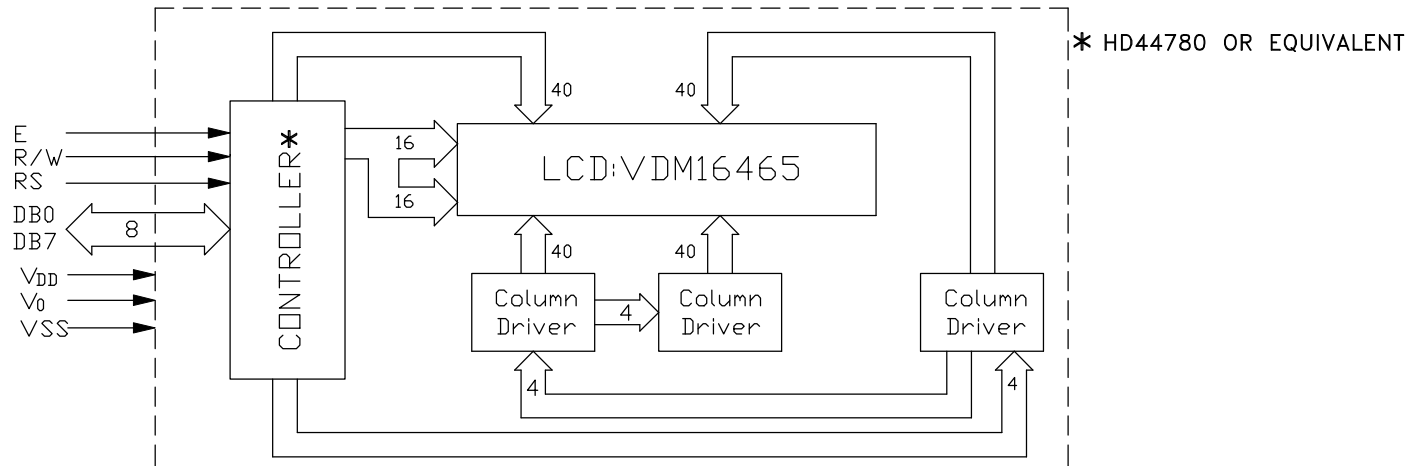 * HD44780 OR EQUIVALENT
E
R/W
RS
DB0
DB7
8
VDD
V0
VSS
CONTROLLER*
40
40
16
16
LCD:VDM16465
40
40
Column
Driver
4
Column
Driver
Column
Driver
4
4